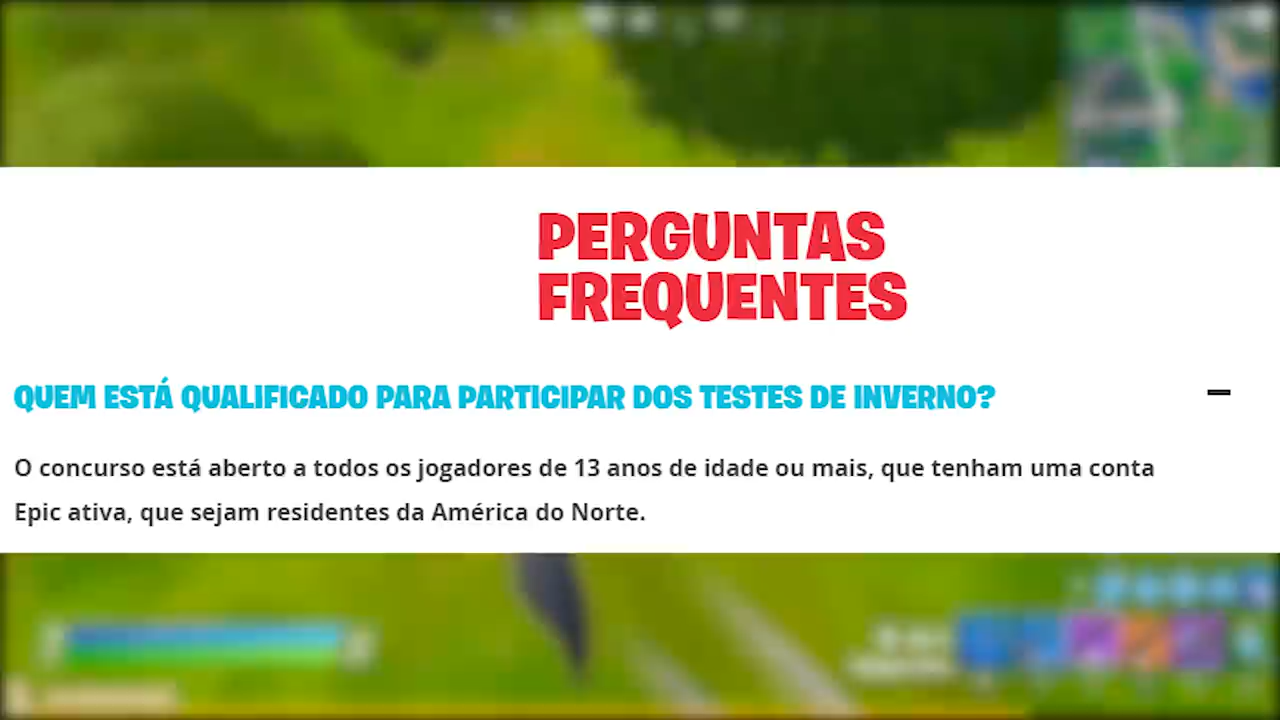 PERGUNTAS
FREQUENTES
QUEM ESTÁ QUALIFICADO PARA PARTICIPAR DOS TESTES DE INVERNO?
O concurso está aberto a todos os jogadores de 13 anos de idade ou mais, que tenham uma conta
Epic ativa, que sejam residentes da América do Norte.